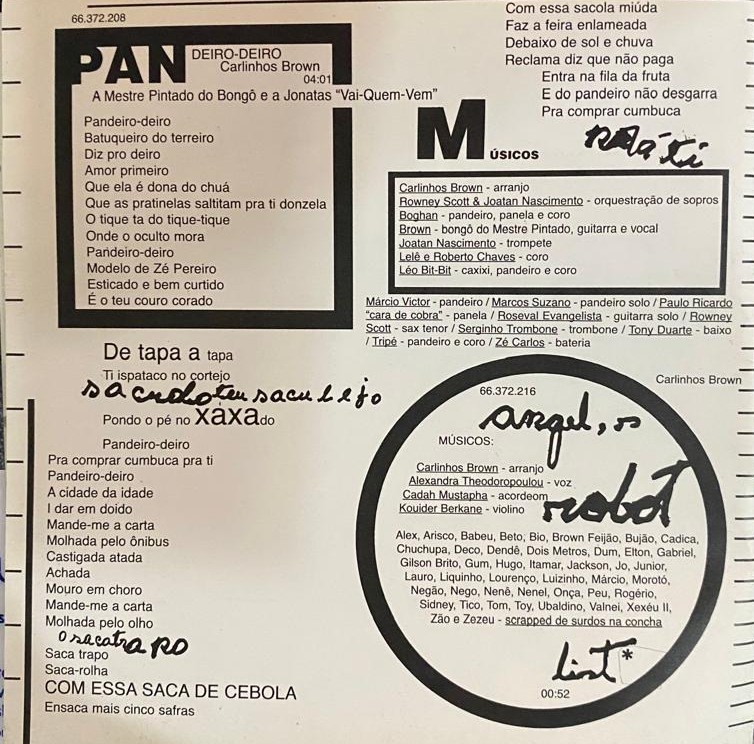 66.372.208
PANDEIRO-DEIRO
Carlinhos Brown
04:01
A Mestre Pintado do Bongô e a Jonatas "Vai-Quem-Vem"
Pandeiro-deiro
Batuqueiro do terreiro
Diz pro deiro
Amor primeiro
Que ela é dona do chuá
Que as pratinelas saltitam pra ti donzela
O tique ta do tique-tique
Onde o oculto mora
Pandeiro-deiro
Modelo de Zé Pereiro
Esticado e bem curtido
É o teu couro corado
De tapa a tapa
Ti ispataco no cortejo
sacudo teu saculejo
Pondo o pé no xaxado
Pandeiro-deiro
Pra comprar cumbuca pra ti
Pandeiro-deiro
A cidade da idade
I dar em doido
Mande-me a carta
Molhada pelo ônibus
Castigada atada
Achada
Mouro em choro
Mande-me a carta
Molhada pelo olho
O sacatrapo
Saca trapo
Saca-rolha
COM ESSA SACA DE CEBOLA
Ensaca mais cinco safras
Com essa sacola miúda
Faz a feira enlameada
Debaixo de sol e chuva
Reclama diz que não paga
Entra na fila da fruta
E do pandeiro não desgarra
Pra comprar cumbuca
MÚSICOS
Carlinhos Brown - arranjo
Rowney Scott & Joatan Nascimento - orquestração de sopros
Boghan - pandeiro, panela e coro
Brown - bongô do Mestre Pintado, guitarra e vocal
Joatan Nascimento - trompete
Lelê e Roberto Chaves - coro
Léo Bit-Bit - caxixi, pandeiro e coro
Márcio Victor - pandeiro / Marcos Suzano - pandeiro solo / Paulo Ricardo
"cara de cobra" - panela / Roseval Evangelista - guitarra solo / Rowney
Scott - sax tenor / Serginho Trombone - trombone / Tony Duarte - baixo
/ Tripé - pandeiro e coro / Zé Carlos - bateria
Carlinhos Brown
66.372.216
angel,s
MÚSICOS:
robot
Carlinhos Brown - arranjo
Alexandra Theodoropoulou - voz
Cadah Mustapha - acordeom
Kouider Berkane - violino
Alex, Arisco, Babeu, Beto, Bio, Brown Feijão, Bujão, Cadica,
Chuchupa, Deco, Dendê, Dois Metros, Dum, Elton, Gabriel,
Gilson Brito, Gum, Hugo, Itamar, Jackson, Jo, Junior,
Lauro, Liquinho, Lourenço, Luizinho, Márcio, Morotó,
Negão, Nego, Nenê, Nenel, Onça, Peu, Rogério,
Sidney, Tico, Tom, Toy, Ubaldino, Valnei, Xexéu II,
Zão e Zezeu - scrapped de surdos na concha
list*
00:52